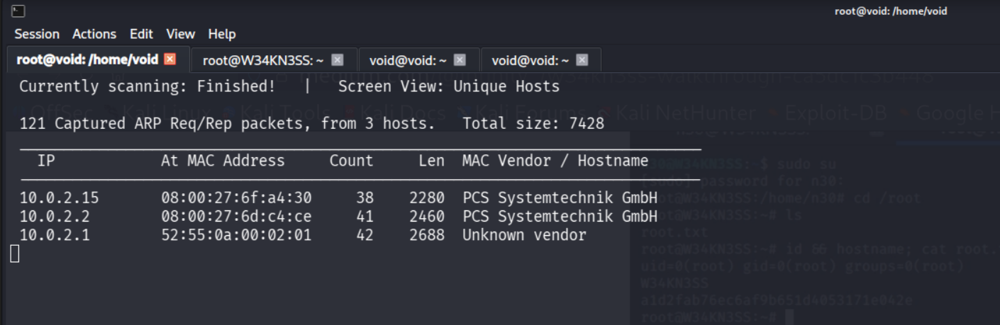 root@void: /home/void
Session Actions Edit View Help
root@void: /home/void root@W34KN3SS: ~ void@void: ~ void@void: ~
Currently scanning: Finished! | Screen View: Unique Hosts
OffSec Kali Linux Kali Tools Kali Docs Kali Forums Kali NetHunter Exploit-DB Google H
121 Captured ARP Req/Rep packets, from 3 hosts. Total size: 7428
IP At MAC Address Count Len MAC Vendor / Hostname
10.0.2.15 08:00:27:6f:a4:30 38 2280 PCS Systemtechnik GmbH
10.0.2.2 08:00:27:6d:c4:ce 41 2460 PCS Systemtechnik GmbH
10.0.2.1 52:55:0a:00:02:01 42 2688 Unknown vendor
n30@W34KN3SS:~$ sudo su
[sudo] password for n30:
root@W34KN3SS:/home/n30# cd /root
root@W34KN3SS:~# ls
root.txt
root@W34KN3SS:~# id && hostname; cat root.
uid=0(root) gid=0(root) groups=0(root)
W34KN3SS
a1d2fab76ec6af9b651d4053171e042e
root@W34KN3SS:~#